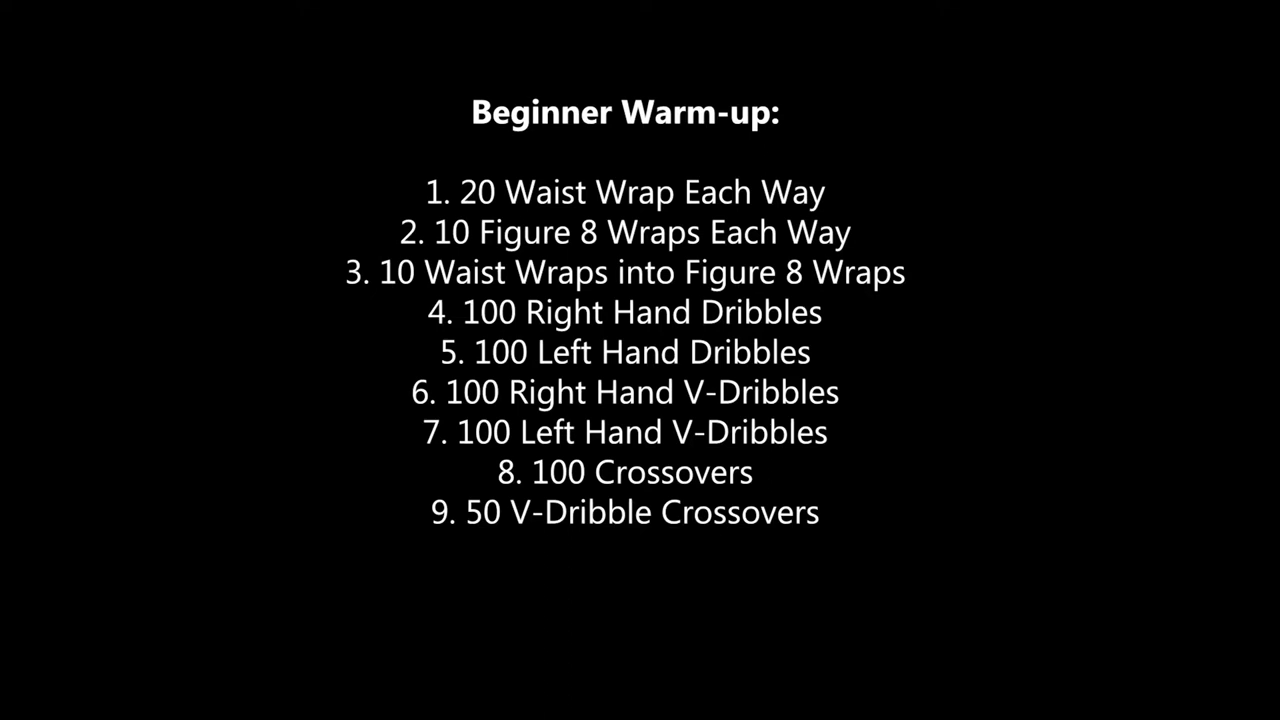 Beginner Warm-up:
1. 20 Waist Wrap Each Way
2. 10 Figure 8 Wraps Each Way
3. 10 Waist Wraps into Figure 8 Wraps
4. 100 Right Hand Dribbles
5. 100 Left Hand Dribbles
6. 100 Right Hand V-Dribbles
7. 100 Left Hand V-Dribbles
8. 100 Crossovers
9. 50 V-Dribble Crossovers